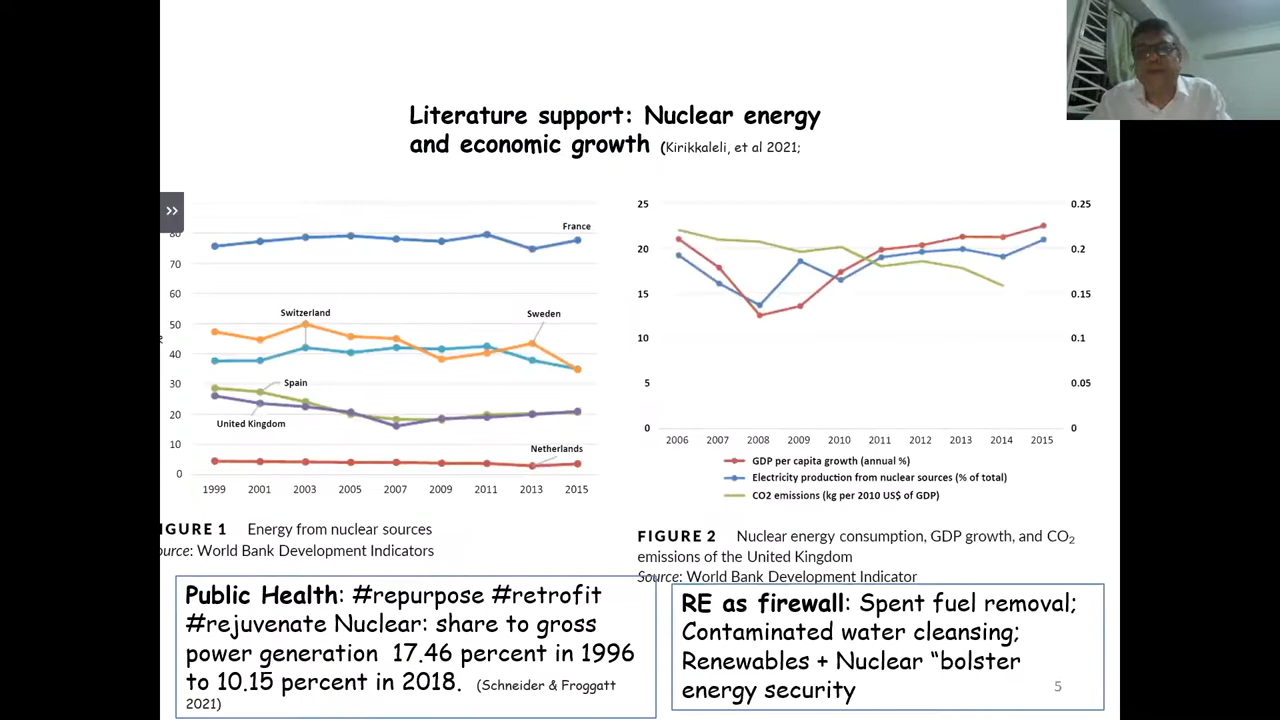 Literature support: Nuclear energy
and economic growth (Kirikkaleli, et al 2021;
»
80
70
60
50
40
30
20
10
0
France
Switzerland
Sweden
Spain
United Kingdom
Netherlands
1999 2001 2003 2005 2007 2009 2011 2013 2015
IGURE 1 Energy from nuclear sources
ource: World Bank Development Indicators
25
20
15
10
5
0
0.25
0.2
0.15
0.1
0.05
0
2006 2007 2008 2009 2010 2011 2012 2013 2014 2015
GDP per capita growth (annual %)
Electricity production from nuclear sources (% of total)
CO2 emissions (kg per 2010 US$ of GDP)
FIGURE 2 Nuclear energy consumption, GDP growth, and CO₂
emissions of the United Kingdom
Source: World Bank Development Indicator
Public Health: #repurpose #retrofit
#rejuvenate Nuclear: share to gross
power generation 17.46 percent in 1996
to 10.15 percent in 2018. (Schneider & Froggatt
2021)
RE as firewall: Spent fuel removal;
Contaminated water cleansing;
Renewables + Nuclear “bolster
energy security
5